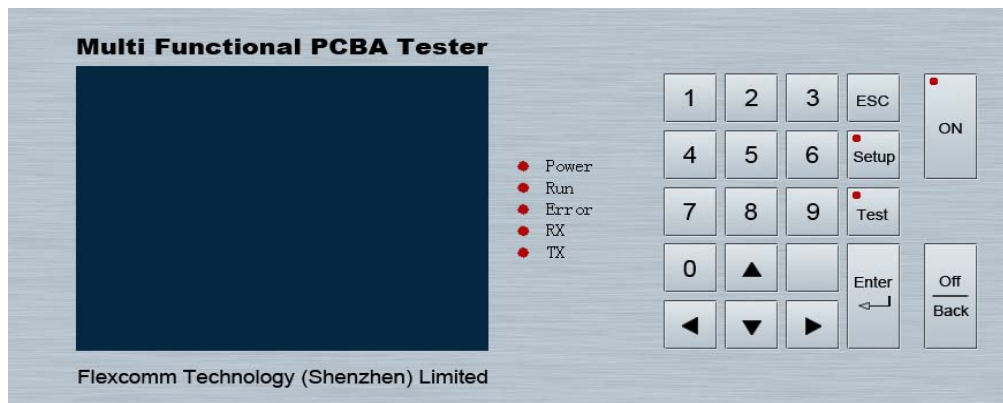 Multi Functional PCBA Tester
Power
Run
Error
RX
TX
Flexcomm Technology (Shenzhen) Limited
1 2 3 ESC
4 5 6 Setup
7 8 9 Test
0
Enter
ON
Off
Back